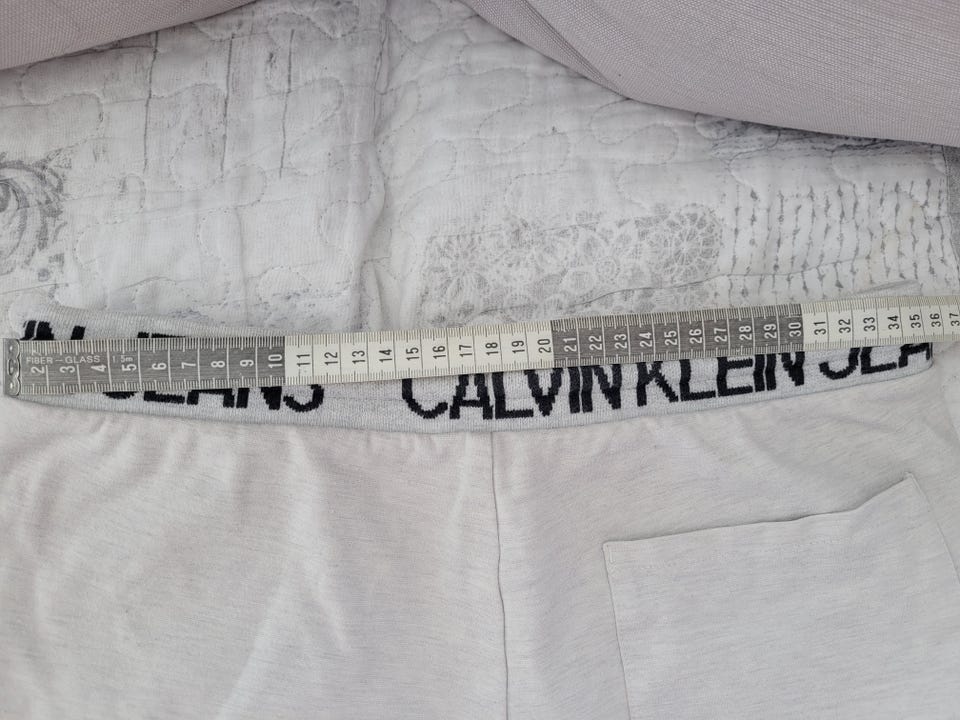 FIBER-GLASS 1.5m
2 3 4 5 6 7 8 9 10 11 12 13 14 15 16 17 18 19 20 21 22 23 24 25 26 27 28 29 30 31 32 33 34 35 36 37
JEANS CALVIN KLEIN JEA